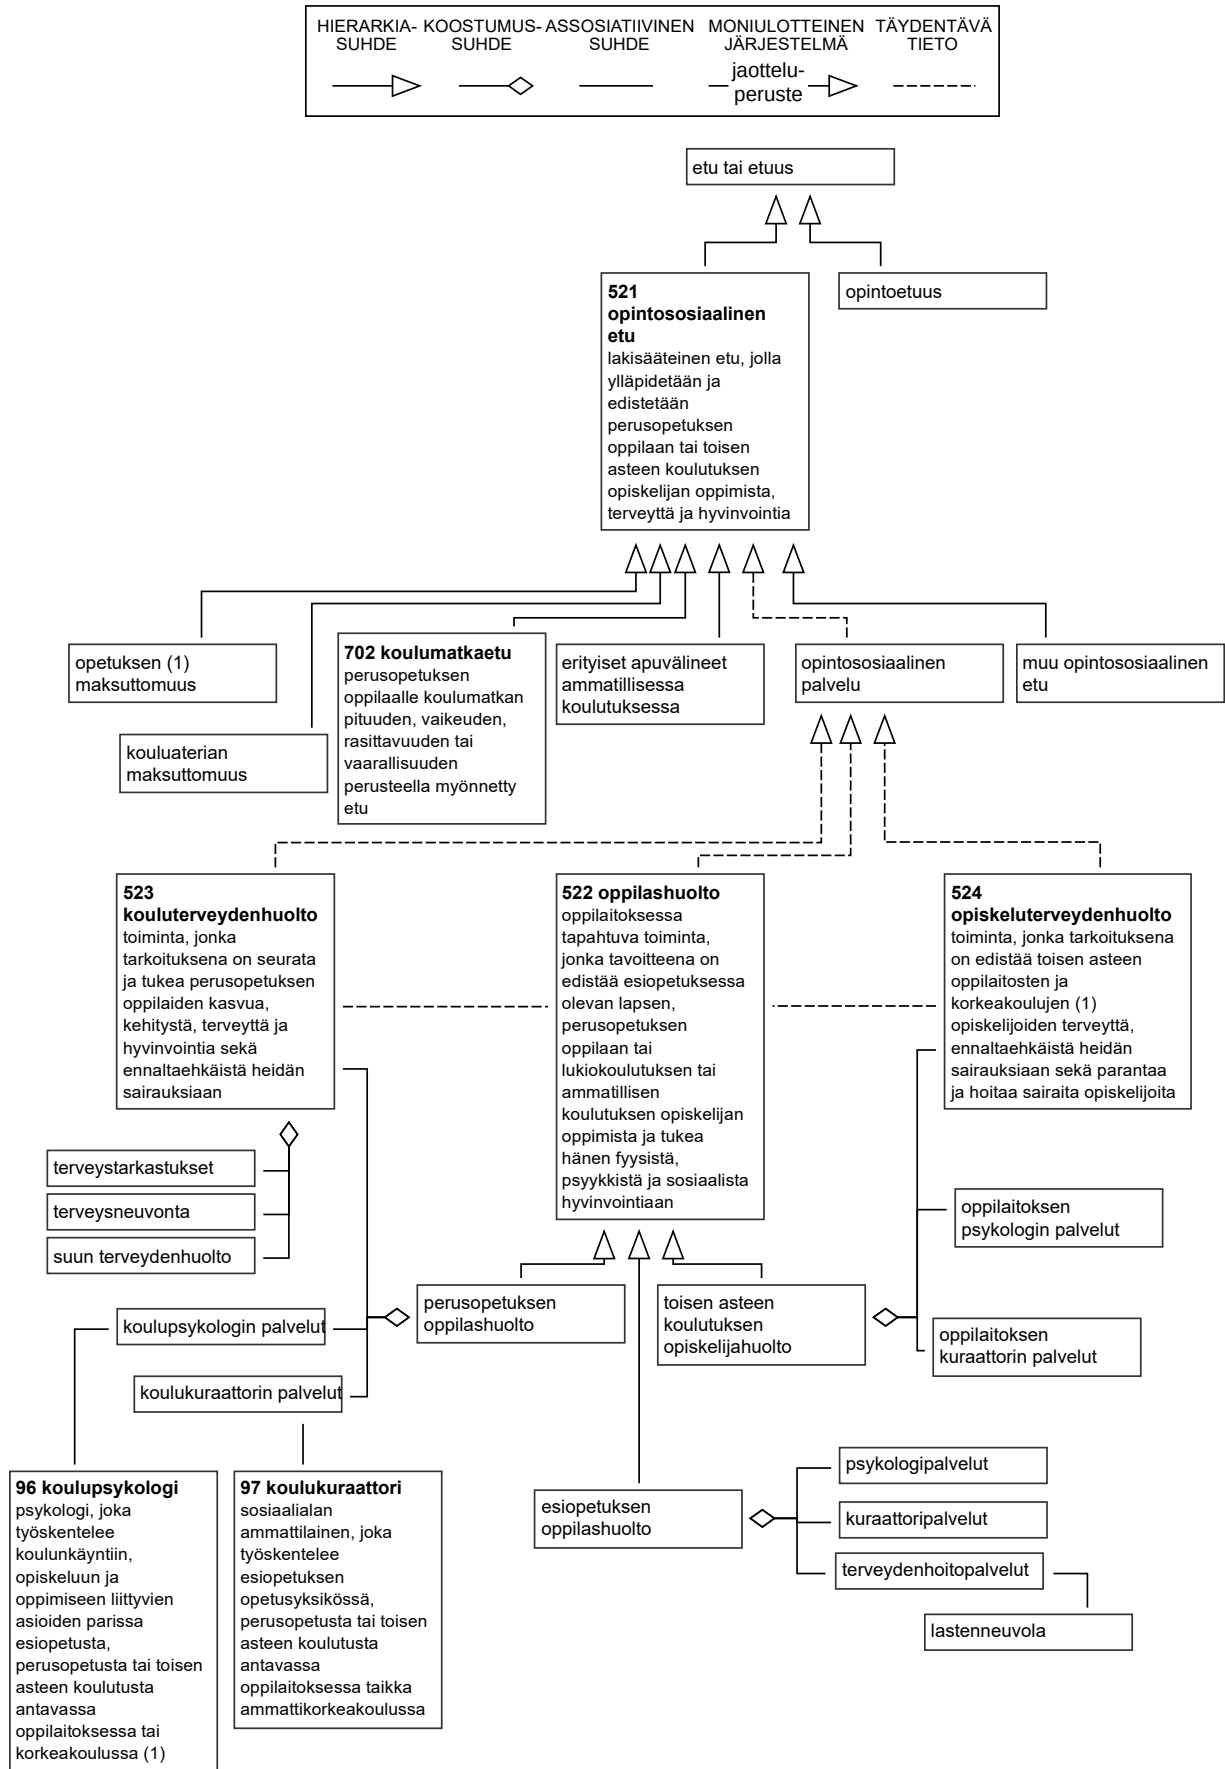 HIERARKIA-
SUHDE
KOOSTUMUS-
SUHDE
ASSOSIATIIVINEN
SUHDE
MONIULOTTEINEN
JÄRJESTELMÄ
jaottelu-
peruste
TÄYDENTÄVÄ
TIETO
etu tai etuus
521
opintososiaalinen
etu
lakisääteinen etu, jolla
ylläpidetään ja
edistetään
perusopetuksen
oppilaan tai toisen
asteen koulutuksen
opiskelijan oppimista,
terveyttä ja hyvinvointia
opintoetuus
opetuksen (1)
maksuttomuus
kouluaterian
maksuttomuus
702 koulumatkaetu
perusopetuksen
oppilaalle koulumatkan
pituuden, vaikeuden,
rasittavuuden tai
vaarallisuuden
perusteella myönnetty
etu
erityiset apuvälineet
ammatillisessa
koulutuksessa
opintososiaalinen
palvelu
muu opintososiaalinen
etu
523
kouluterveydenhuolto
toiminta, jonka
tarkoituksena on seurata
ja tukea perusopetuksen
oppilaiden kasvua,
kehitystä, terveyttä ja
hyvinvointia sekä
ennaltaehkäistä heidän
sairauksiaan
522 oppilashuolto
oppilaitoksessa
tapahtuva toiminta,
jonka tavoitteena on
edistää esiopetuksessa
olevan lapsen,
perusopetuksen
oppilaan tai
lukiokoulutuksen tai
ammatillisen
koulutuksen opiskelijan
oppimista ja tukea
hänen fyysistä,
psyykkistä ja sosiaalista
hyvinvointiaan
524
opiskeluterveydenhuolto
toiminta, jonka tarkoituksena
on edistää toisen asteen
oppilaitosten ja
korkeakoulujen (1)
opiskelijoiden terveyttä,
ennaltaehkäistä heidän
sairauksiaan sekä parantaa
ja hoitaa sairaita opiskelijoita
terveystarkastukset
terveysneuvonta
suun terveydenhuolto
oppilaitoksen
psykologin palvelut
perusopetuksen
oppilashuolto
toisen asteen
koulutuksen
opiskelijahuolto
koulupsykologin palvelut
oppilaitoksen
kuraattorin palvelut
koulukuraattorin palvelut
96 koulupsykologi
psykologi, joka
työskentelee
koulunkäyntiin,
opiskeluun ja
oppimiseen liittyvien
asioiden parissa
esiopetusta,
perusopetusta tai toisen
asteen koulutusta
antavassa
oppilaitoksessa tai
korkeakoulussa (1)
97 koulukuraattori
sosiaalialan
ammattilainen, joka
työskentelee
esiopetuksen
opetusyksikössä,
perusopetusta tai toisen
asteen koulutusta
antavassa
oppilaitoksessa taikka
ammattikorkeakoulussa
esiopetuksen
oppilashuolto
psykologipalvelut
kuraattoripalvelut
terveydenhoitopalvelut
lastenneuvola